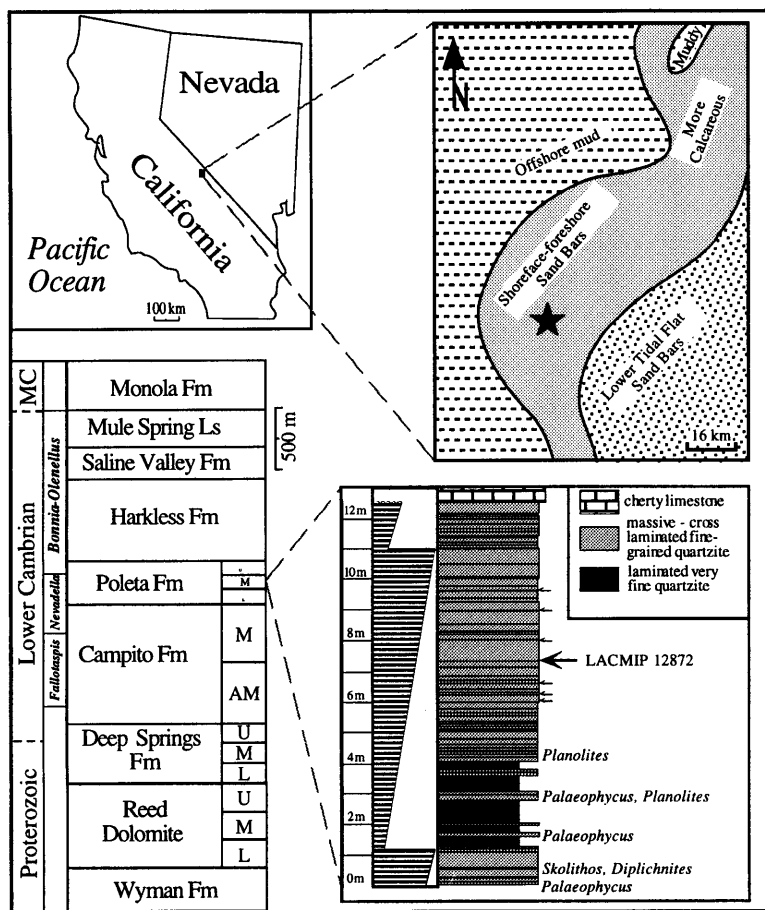 Nevada
California
Pacific
Ocean
100 km
N
Muddy
More
Calcareous
Offshore mud
Shoreface-foreshore
Sand Bars
Lower Tidal Flat
Sand Bars
16 km
MC
Lower Cambrian
Proterozoic
Bonnia-Olenellus
Nevadella
Fallotaspis
Monola Fm
Mule Spring Ls
Saline Valley Fm
Harkless Fm
Poleta Fm
M
Campito Fm
M
AM
Deep Springs
Fm
U
M
L
Reed
Dolomite
U
M
L
Wyman Fm
500 m
12m
10m
8m
6m
4m
2m
0m
cherty limestone
massive - cross
laminated fine-
grained quartzite
laminated very
fine quartzite
LACMIP 12872
Planolites
Palaeophycus, Planolites
Palaeophycus
Skolithos, Diplichnites
Palaeophycus